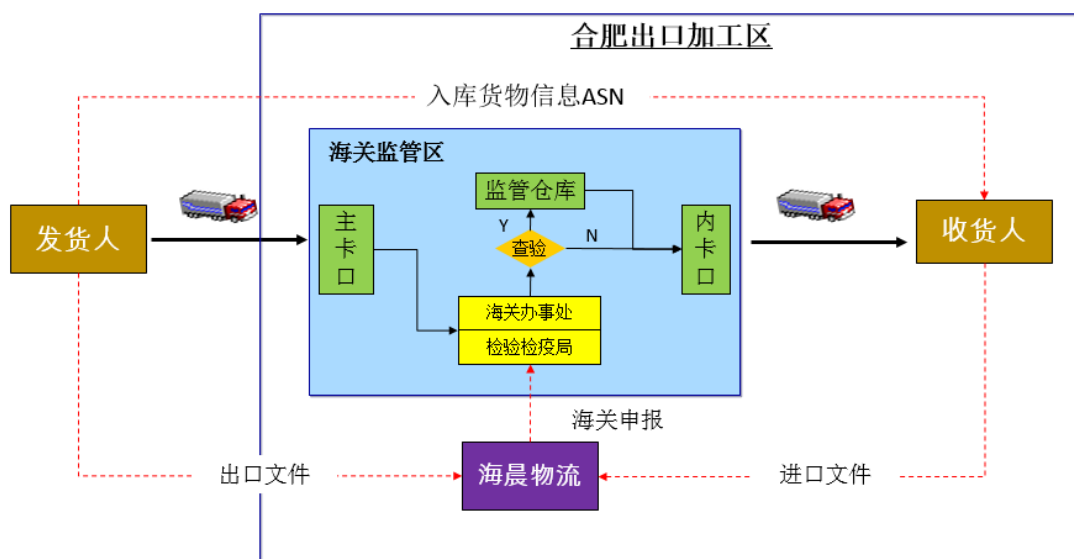 合肥出口加工区
入库货物信息ASN
海关监管区
监管仓库
发货人
主卡口
Y
查验
N
内卡口
收货人
海关办事处
检验检疫局
海关申报
出口文件
海晨物流
进口文件